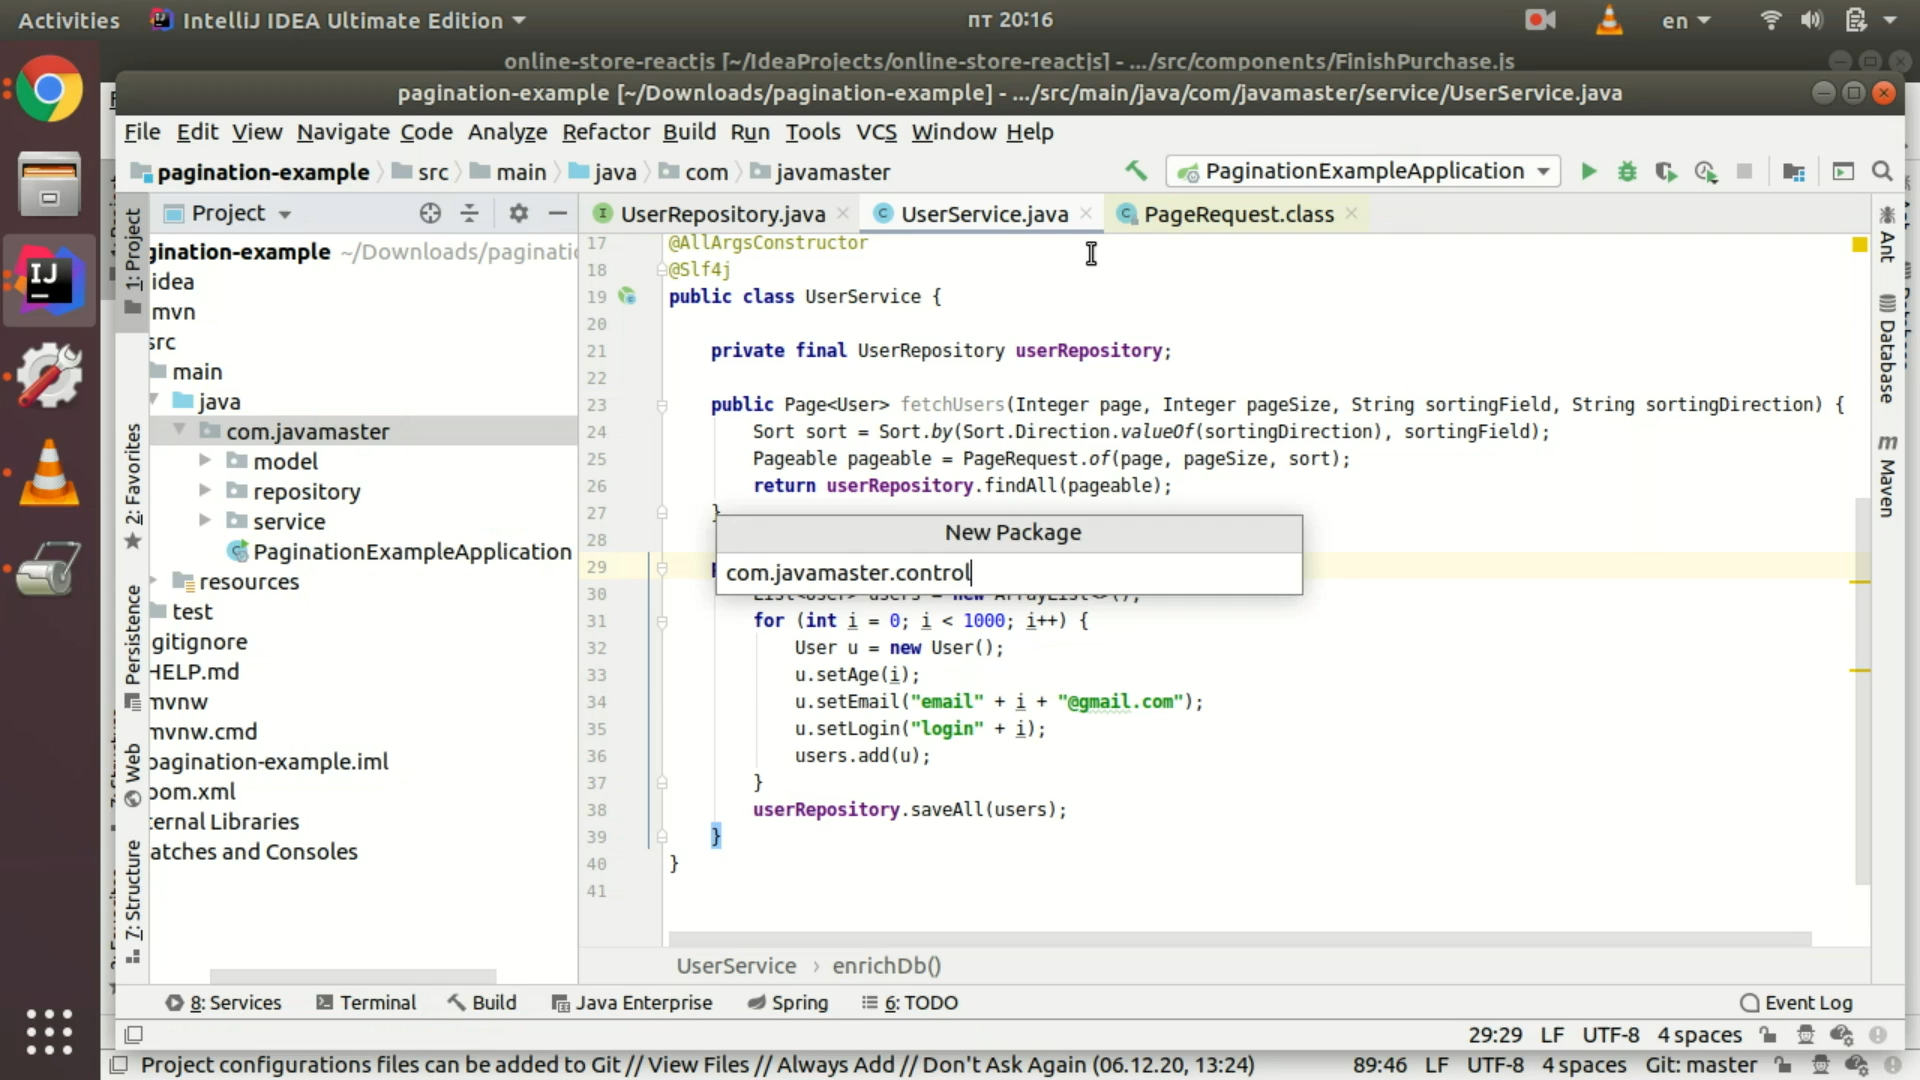 Activities
IntelliJ IDEA Ultimate Edition
пт 20:16
en
online-store-reactjs [~/IdeaProjects/online-store-reactjs] - .../src/components/FinishPurchase.js
pagination-example [~/Downloads/pagination-example] - .../src/main/java/com/javamaster/service/UserService.java
File Edit View Navigate Code Analyze Refactor Build Run Tools VCS Window Help
pagination-example
src
main
java
com
javamaster
PaginationExampleApplication
Project
UserRepository.java
UserService.java
PageRequest.class
1: Project
2: Favorites
Persistence
Web
7: Structure
gination-example ~/Downloads/paginatic
idea
mvn
src
main
java
com.javamaster
model
repository
service
PaginationExampleApplication
resources
test
gitignore
HELP.md
mvnw
mvnw.cmd
pagination-example.iml
pom.xml
ternal Libraries
atches and Consoles
17 @AllArgsConstructor
18 @Slf4j
19 public class UserService {
20
21 private final UserRepository userRepository;
22
23 public Page<User> fetchUsers(Integer page, Integer pageSize, String sortingField, String sortingDirection) {
24 Sort sort = Sort.by(Sort.Direction.valueOf(sortingDirection), sortingField);
25 Pageable pageable = PageRequest.of(page, pageSize, sort);
26 return userRepository.findAll(pageable);
27 }
28
29
New Package
com.javamaster.control
30 List<User> users = new ArrayList<>();
31 for (int i = 0; i < 1000; i++) {
32 User u = new User();
33 u.setAge(i);
34 u.setEmail("email" + i + "@gmail.com");
35 u.setLogin("login" + i);
36 users.add(u);
37 }
38 userRepository.saveAll(users);
39 }
40 }
41
Ant
Database
m Maven
UserService › enrichDb()
8: Services
Terminal
Build
Java Enterprise
Spring
6: TODO
Event Log
29:29 LF UTF-8 4 spaces
Project configurations files can be added to Git // View Files // Always Add // Don't Ask Again (06.12.20, 13:24)
89:46 LF UTF-8 4 spaces Git: master